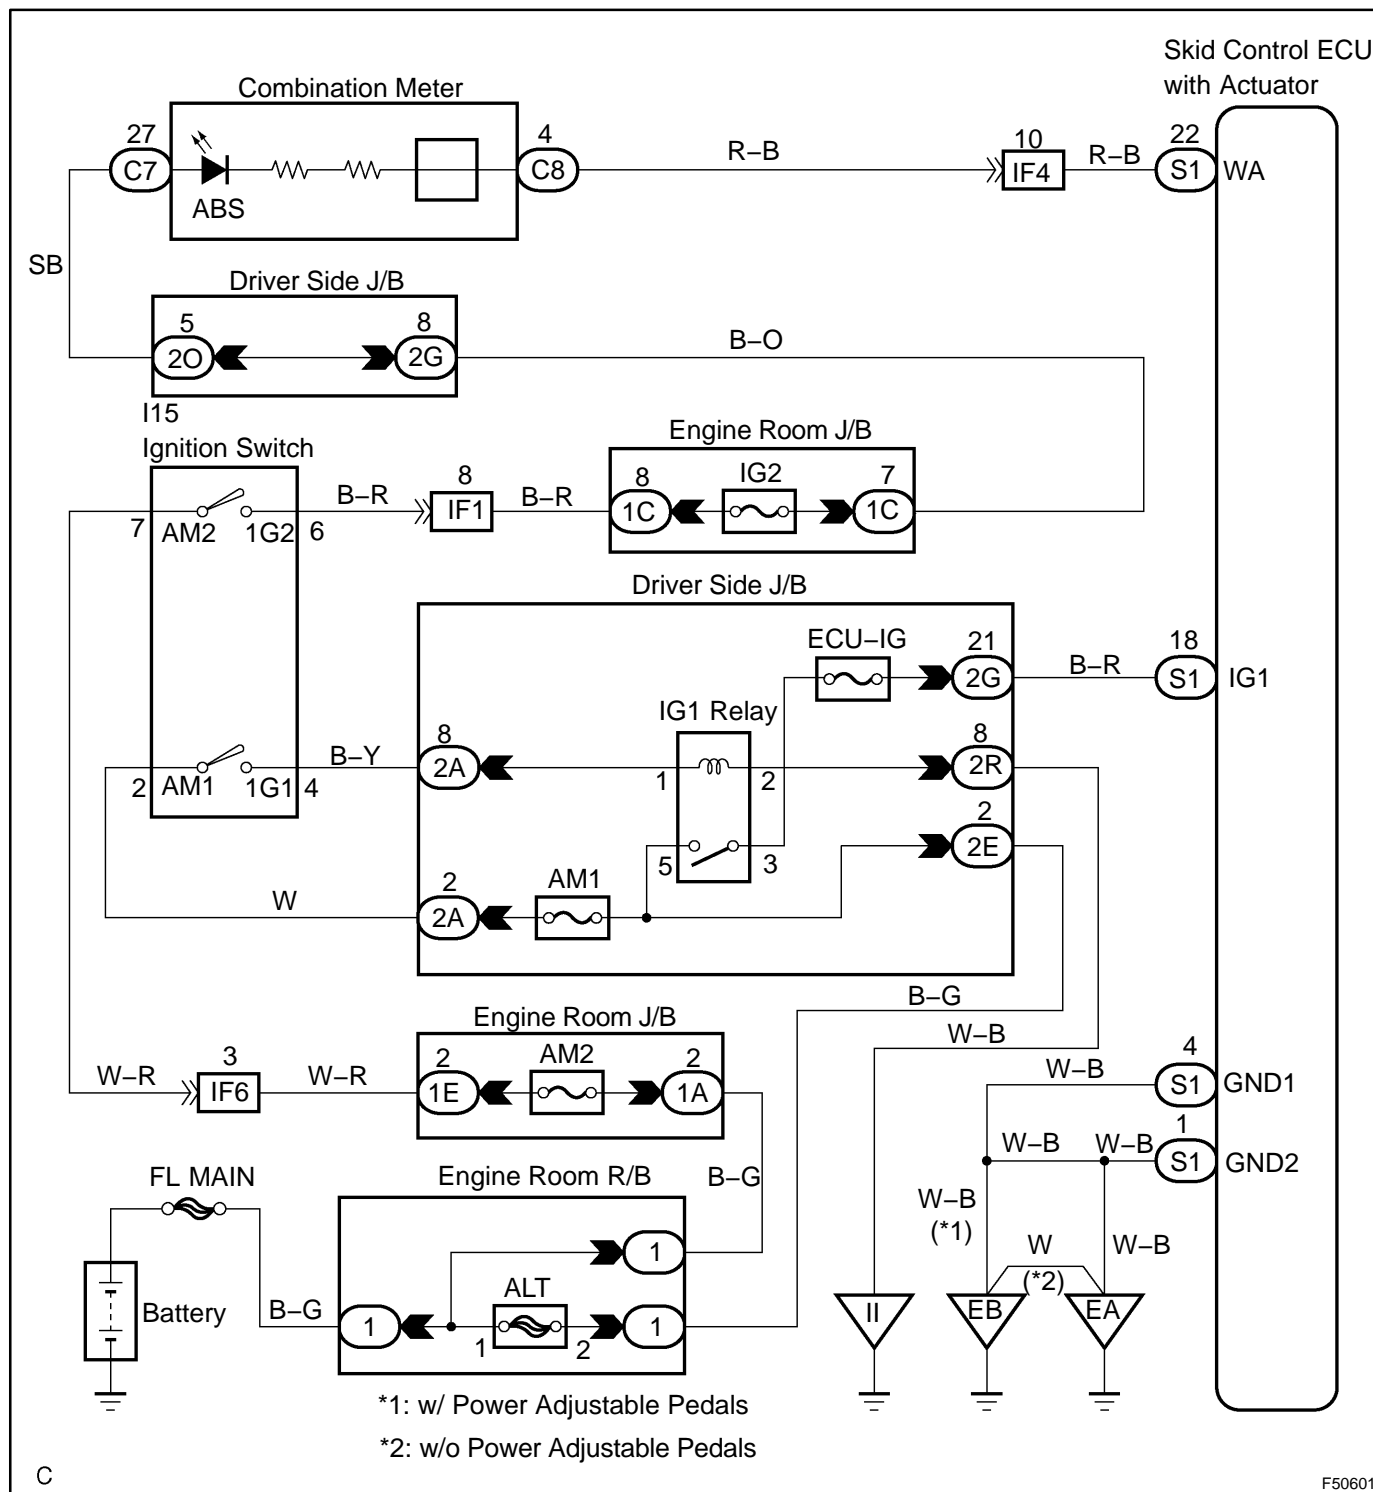 Skid Control ECU
with Actuator
Combination Meter
27
C7
ABS
4
C8
R–B
10
IF4
R–B
22
S1
WA
SB
Driver Side J/B
5
2O
8
2G
B–O
I15
Ignition Switch
Engine Room J/B
7
AM2
1G2
6
B–R
8
IF1
B–R
8
1C
IG2
7
1C
Driver Side J/B
ECU–IG
21
2G
B–R
18
S1
IG1
IG1 Relay
2
AM1
1G1
4
B–Y
8
2A
1
2
8
2R
5
3
2
2E
W
2
2A
AM1
B–G
W–B
Engine Room J/B
W–R
3
IF6
W–R
2
1E
AM2
2
1A
W–B
4
S1
GND1
W–B
W–B
1
S1
GND2
FL MAIN
Engine Room R/B
B–G
W–B
(*1)
W
(*2)
W–B
1
Battery
B–G
1
1
ALT
2
1
II
EB
EA
*1: w/ Power Adjustable Pedals
*2: w/o Power Adjustable Pedals
C
F50601